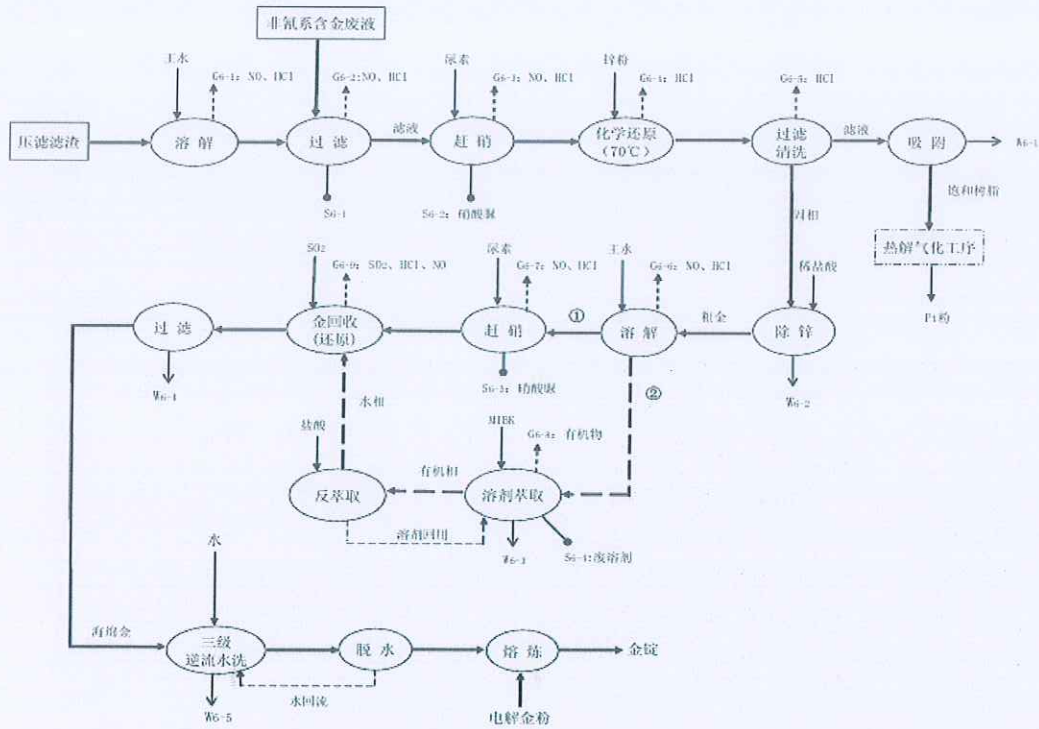 非氰系含金废液
王水
G6-1: NO、HCl
G6-2:NO、HCl
尿素
G6-3: NO、HCl
锌粉
G6-4: HCl
G6-5: HCl
压滤滤渣
溶解
过滤
滤液
赶硝
化学还原
(70℃)
过滤
清洗
滤液
吸附
W6-1
S6-1
S6-2: 硝酸脲
固相
饱和树脂
热解气化工序
Pt粉
SO₂
G6-9: SO₂、HCl、NO
尿素
G6-7: NO、HCl
王水
G6-6: NO、HCl
稀盐酸
过滤
金回收
(还原)
赶硝
①
溶解
粗金
除锌
W6-4
S6-3: 硝酸脲
②
W6-2
水相
盐酸
MIBK
G6-8: 有机物
反萃取
有机相
溶剂萃取
溶剂回用
W6-3
S6-4:废溶剂
水
海绵金
三级
逆流水洗
脱水
熔炼
金锭
水回流
W6-5
电解金粉